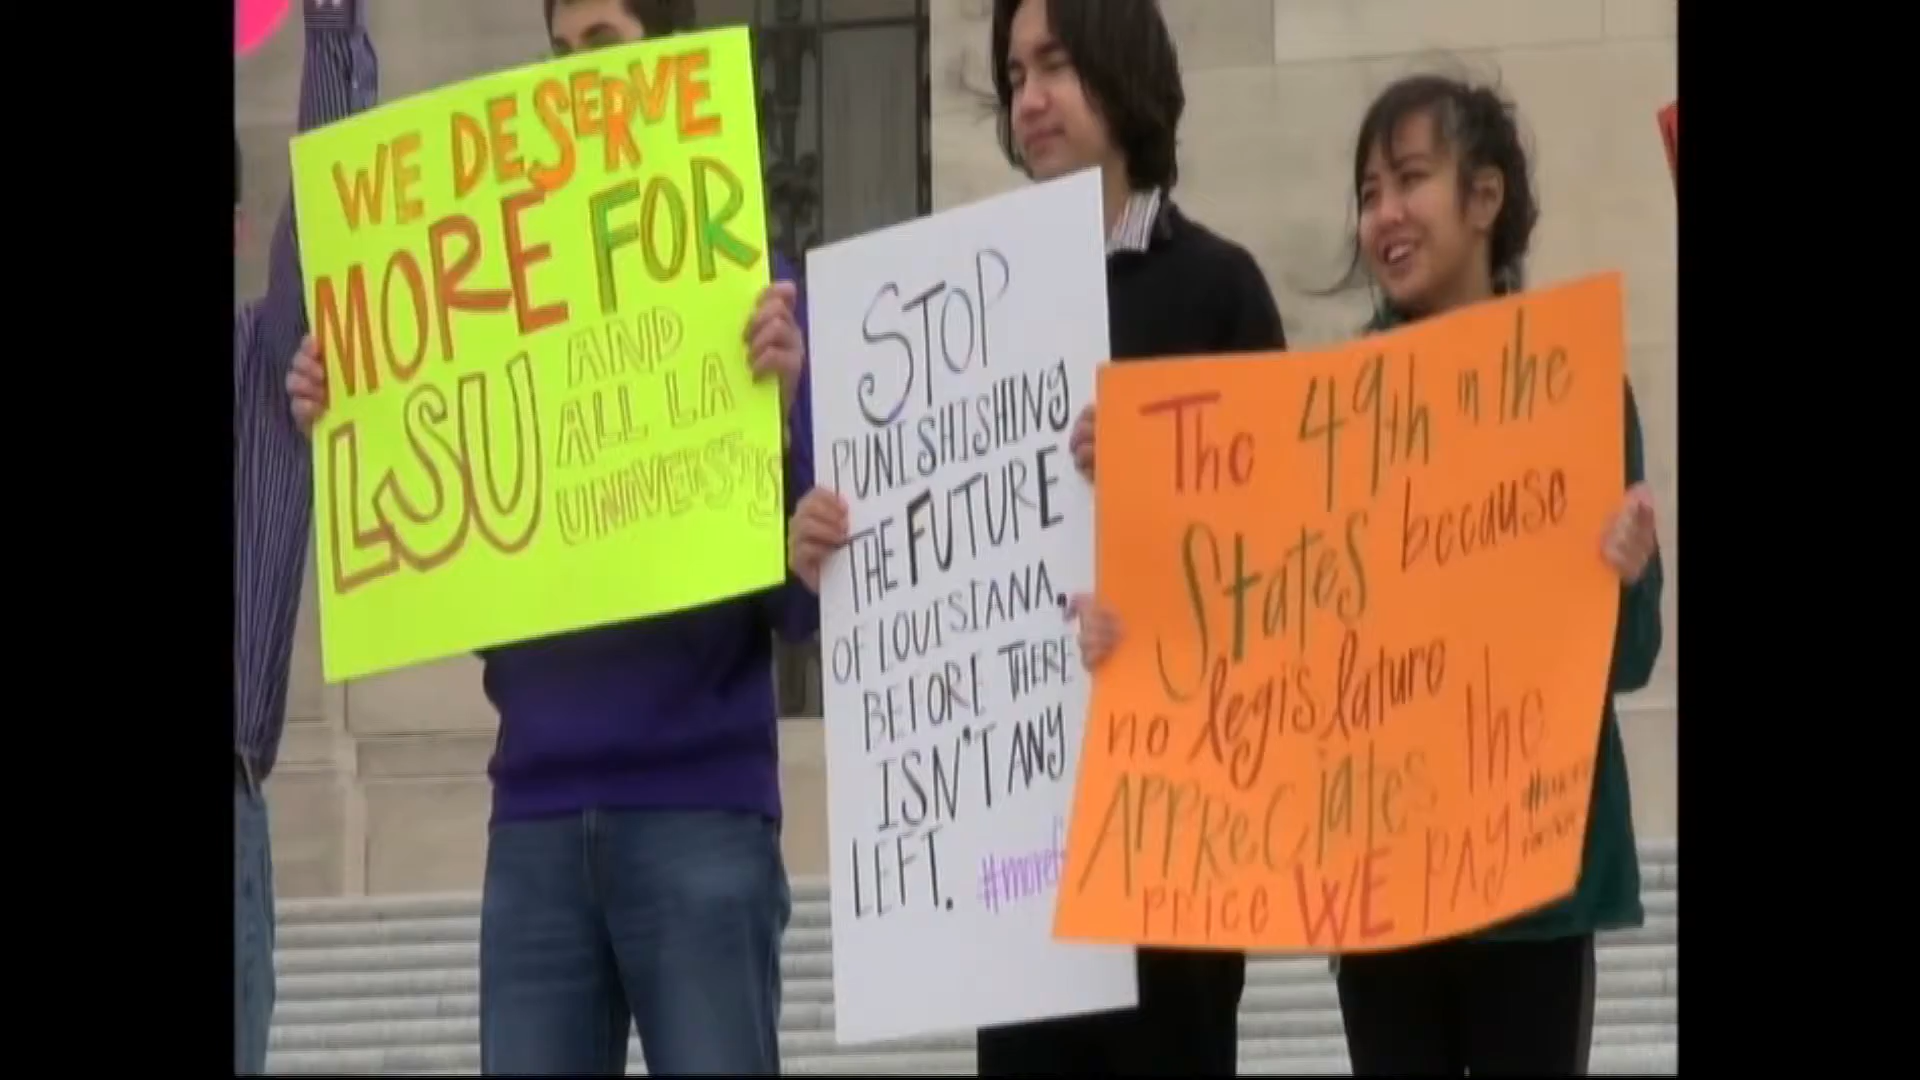 WE DESERVE
MORE FOR
LSU
AND
ALL LA
STOP
PUNISHISHING
THE FUTURE
OF LOUISIANA.
BEFORE THERE
ISN'T ANY
LEFT.
The 49th in the
States because
no legislature
APPReCiates the
price WE PAY